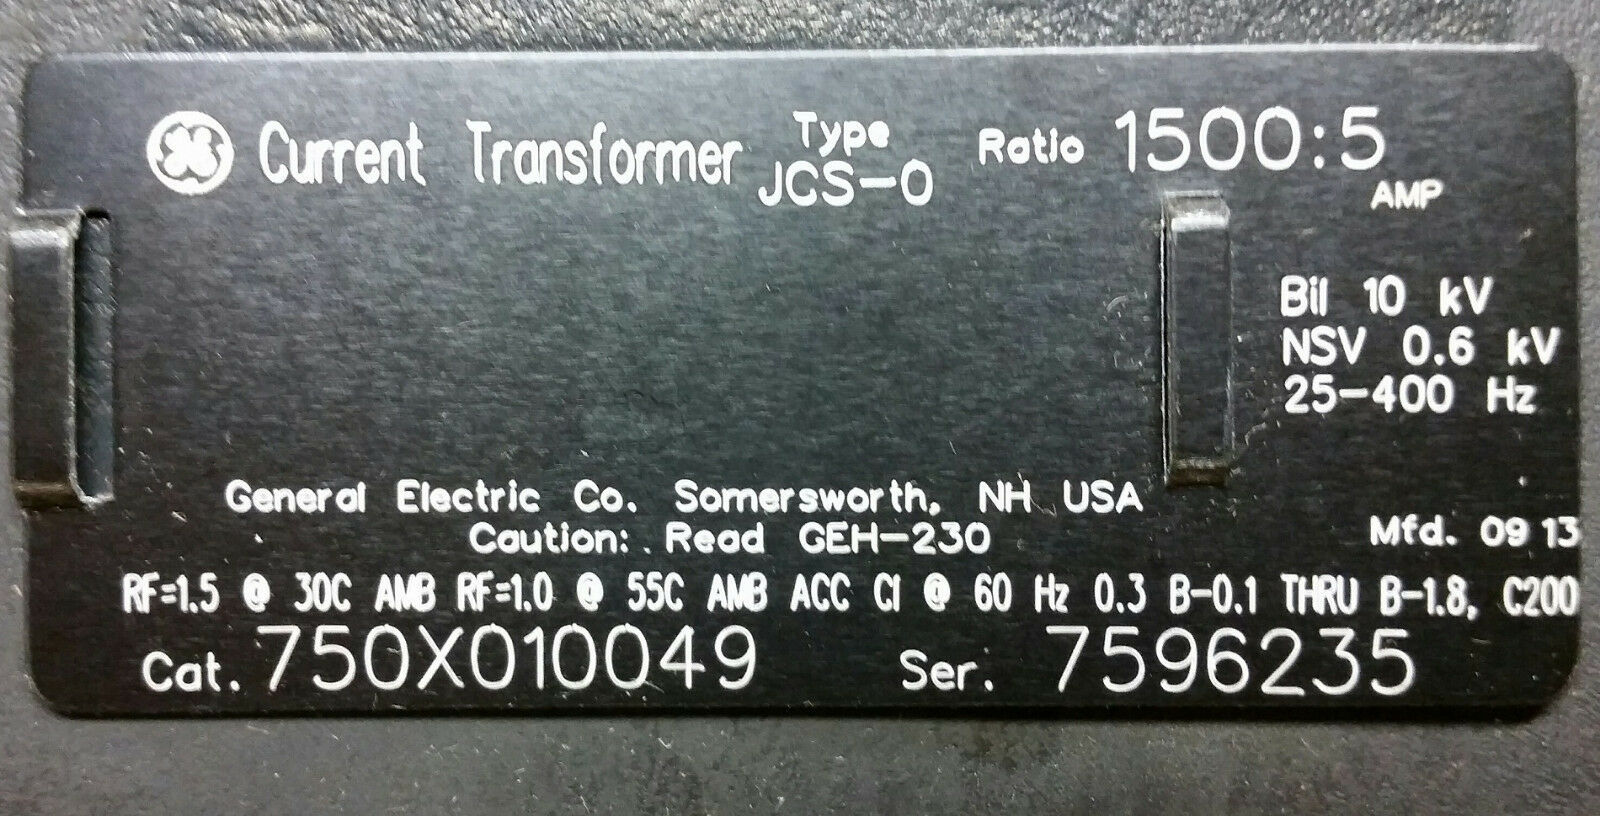 Current Transformer Type JCS-0 Ratio 1500:5 AMP
Bil 10 kV
NSV 0.6 kV
25-400 Hz
General Electric Co. Somersworth, NH USA
Caution: Read GEH-230
Mfd. 09 13
RF=1.5 @ 30C AMB RF=1.0 @ 55C AMB ACC Cl @ 60 Hz 0.3 B-0.1 THRU B-1.8, C200
Cat. 750X010049 Ser. 7596235